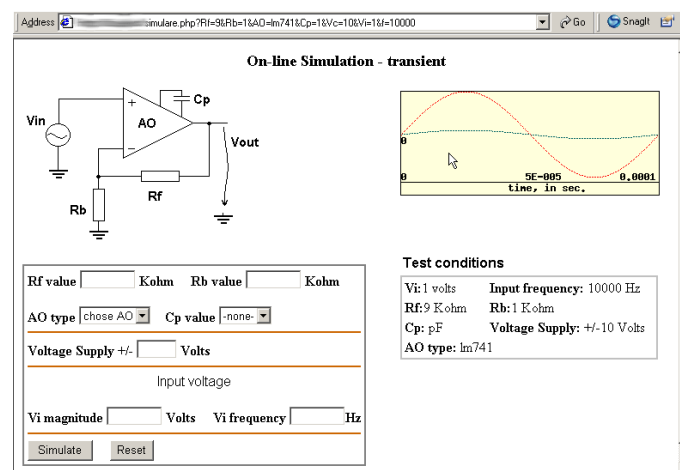 Address simulare.php?Rf=9&Rb=1&AO=lm741&Cp=1&Vc=10&Vi=1&f=10000 Go SnagIt
On-line Simulation - transient
Vin
+
AO
-
Cp
Vout
Rf
Rb
0
0 5E-005 0.0001
time, in sec.
Rf value Kohm Rb value Kohm
AO type chose AO Cp value -none-
Voltage Supply +/- Volts
Input voltage
Vi magnitude Volts Vi frequency Hz
Simulate Reset
Test conditions
Vi:1 volts Input frequency: 10000 Hz
Rf:9 Kohm Rb:1 Kohm
Cp: pF Voltage Supply: +/-10 Volts
AO type: lm741